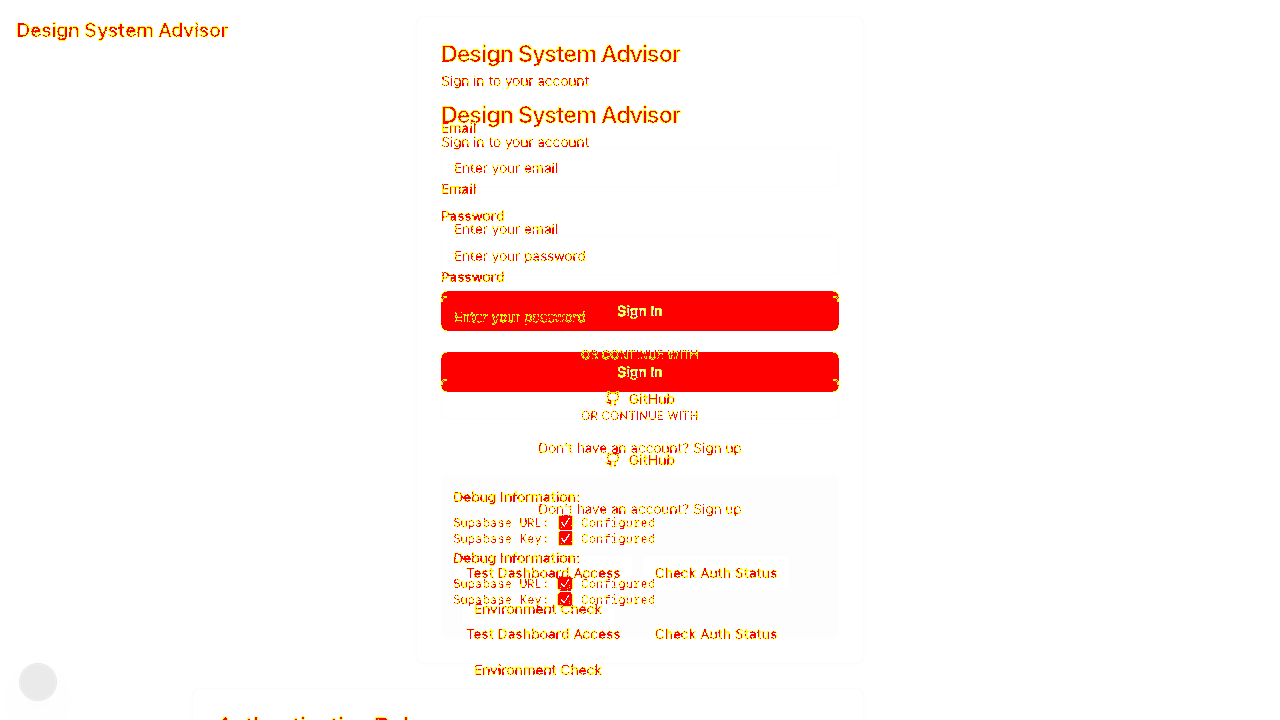 Design System Advisor
Design System Advisor
Sign in to your account
Design System Advisor
Email
Sign in to your account
Enter your email
Email
Password
Enter your email
Enter your password
Password
Sign In
Enter your password
OR CONTINUE WITH
Sign In
GitHub
OR CONTINUE WITH
Don't have an account? Sign up
GitHub
Debug Information:
Don't have an account? Sign up
Supabase URL: ✅ Configured
Supabase Key: ✅ Configured
Debug Information:
Test Dashboard Access Check Auth Status
Supabase URL: ✅ Configured
Supabase Key: ✅ Configured
Environment Check
Test Dashboard Access Check Auth Status
Environment Check